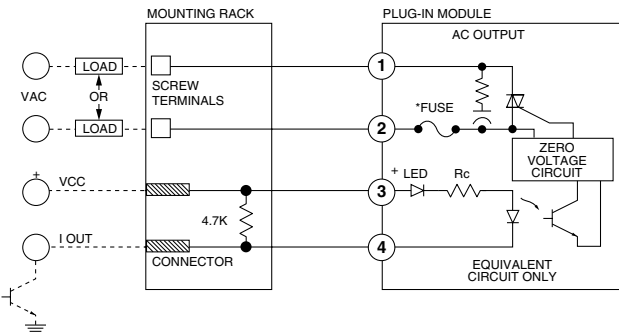 MOUNTING RACK
PLUG-IN MODULE
AC OUTPUT
LOAD
1
VAC
OR
SCREW
TERMINALS
*FUSE
LOAD
2
ZERO
VOLTAGE
CIRCUIT
+
VCC
3
+ LED
Rc
4.7K
I OUT
4
CONNECTOR
EQUIVALENT
CIRCUIT ONLY